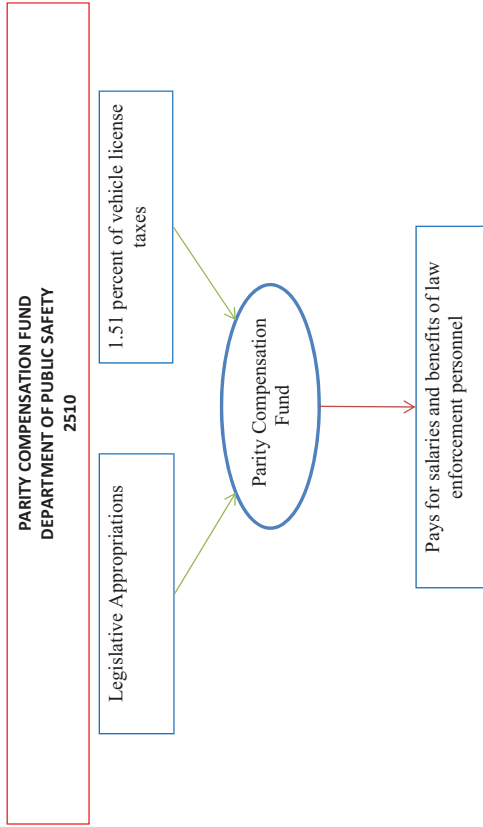 PARITY COMPENSATION FUND
DEPARTMENT OF PUBLIC SAFETY
2510
Legislative Appropriations
1.51 percent of vehicle license
taxes
Parity Compensation
Fund
Pays for salaries and benefits of law
enforcement personnel